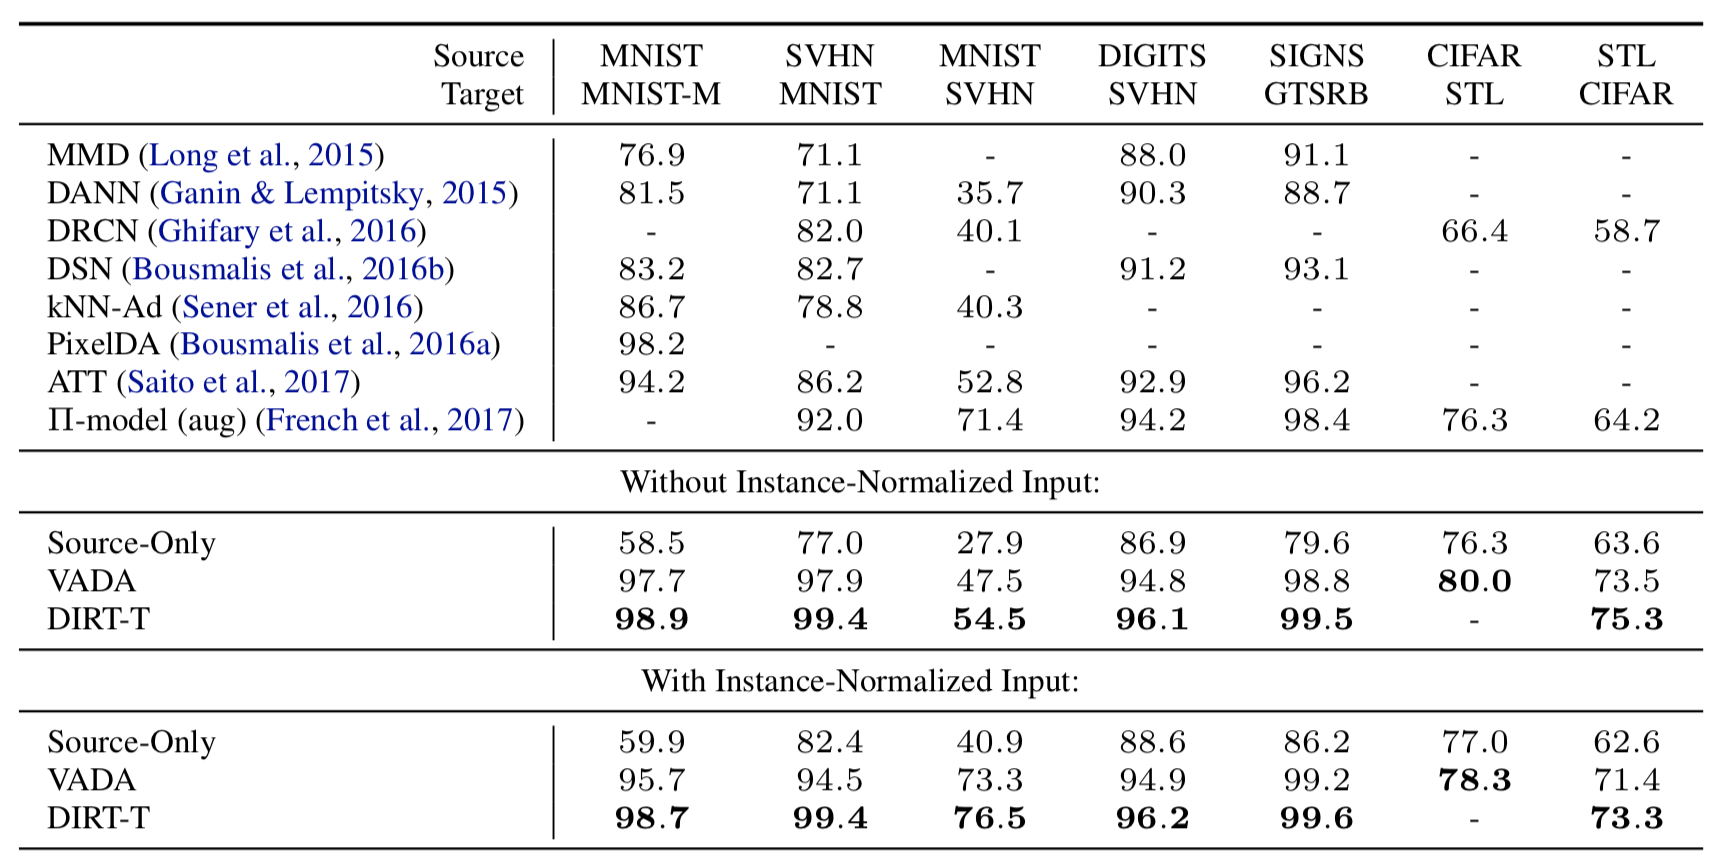 Source MNIST SVHN MNIST DIGITS SIGNS CIFAR STL
Target MNIST-M MNIST SVHN SVHN GTSRB STL CIFAR
MMD (Long et al., 2015) 76.9 71.1 - 88.0 91.1 - -
DANN (Ganin & Lempitsky, 2015) 81.5 71.1 35.7 90.3 88.7 - -
DRCN (Ghifary et al., 2016) - 82.0 40.1 - - 66.4 58.7
DSN (Bousmalis et al., 2016b) 83.2 82.7 - 91.2 93.1 - -
kNN-Ad (Sener et al., 2016) 86.7 78.8 40.3 - - - -
PixelDA (Bousmalis et al., 2016a) 98.2 - - - - - -
ATT (Saito et al., 2017) 94.2 86.2 52.8 92.9 96.2 - -
Π-model (aug) (French et al., 2017) - 92.0 71.4 94.2 98.4 76.3 64.2
Without Instance-Normalized Input:
Source-Only 58.5 77.0 27.9 86.9 79.6 76.3 63.6
VADA 97.7 97.9 47.5 94.8 98.8 80.0 73.5
DIRT-T 98.9 99.4 54.5 96.1 99.5 - 75.3
With Instance-Normalized Input:
Source-Only 59.9 82.4 40.9 88.6 86.2 77.0 62.6
VADA 95.7 94.5 73.3 94.9 99.2 78.3 71.4
DIRT-T 98.7 99.4 76.5 96.2 99.6 - 73.3